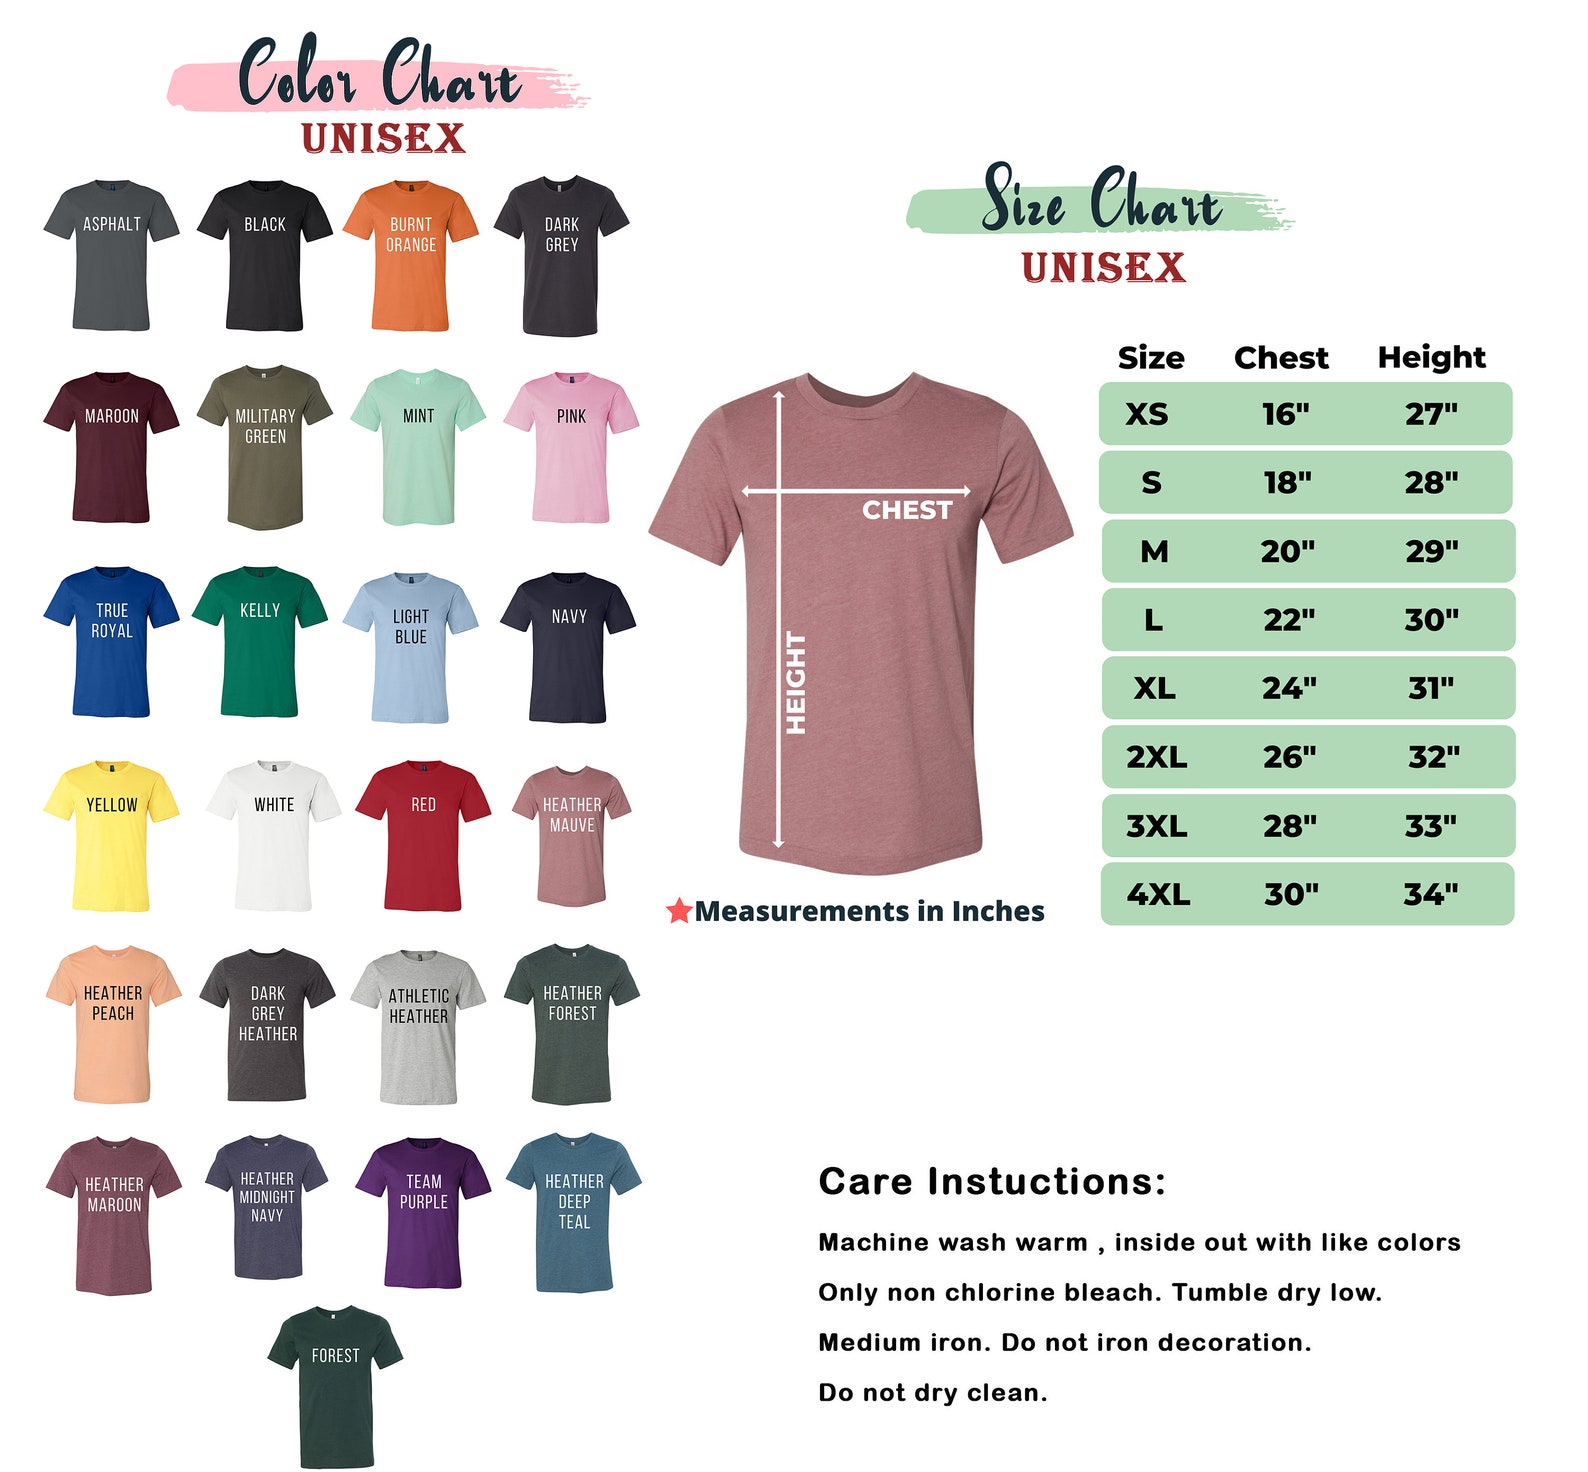 Color Chart
UNISEX
ASPHALT
BLACK
BURNT
ORANGE
DARK
GREY
MAROON
MILITARY
GREEN
MINT
PINK
TRUE
ROYAL
KELLY
LIGHT
BLUE
NAVY
YELLOW
WHITE
RED
HEATHER
MAUVE
HEATHER
PEACH
DARK
GREY
HEATHER
ATHLETIC
HEATHER
HEATHER
FOREST
HEATHER
MAROON
HEATHER
MIDNIGHT
NAVY
TEAM
PURPLE
HEATHER
DEEP
TEAL
FOREST
Size Chart
UNISEX
CHEST
HEIGHT
Measurements in Inches
Size Chest Height
XS 16" 27"
S 18" 28"
M 20" 29"
L 22" 30"
XL 24" 31"
2XL 26" 32"
3XL 28" 33"
4XL 30" 34"
Care Instuctions:
Machine wash warm , inside out with like colors
Only non chlorine bleach. Tumble dry low.
Medium iron. Do not iron decoration.
Do not dry clean.